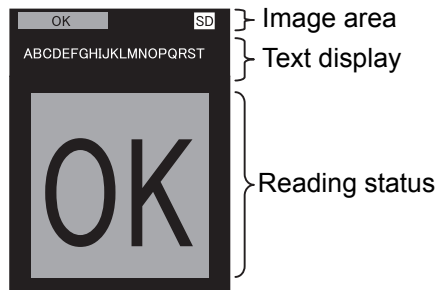 OK SD Image area
ABCDEFGHIJKLMNOPQRST Text display
OK Reading status